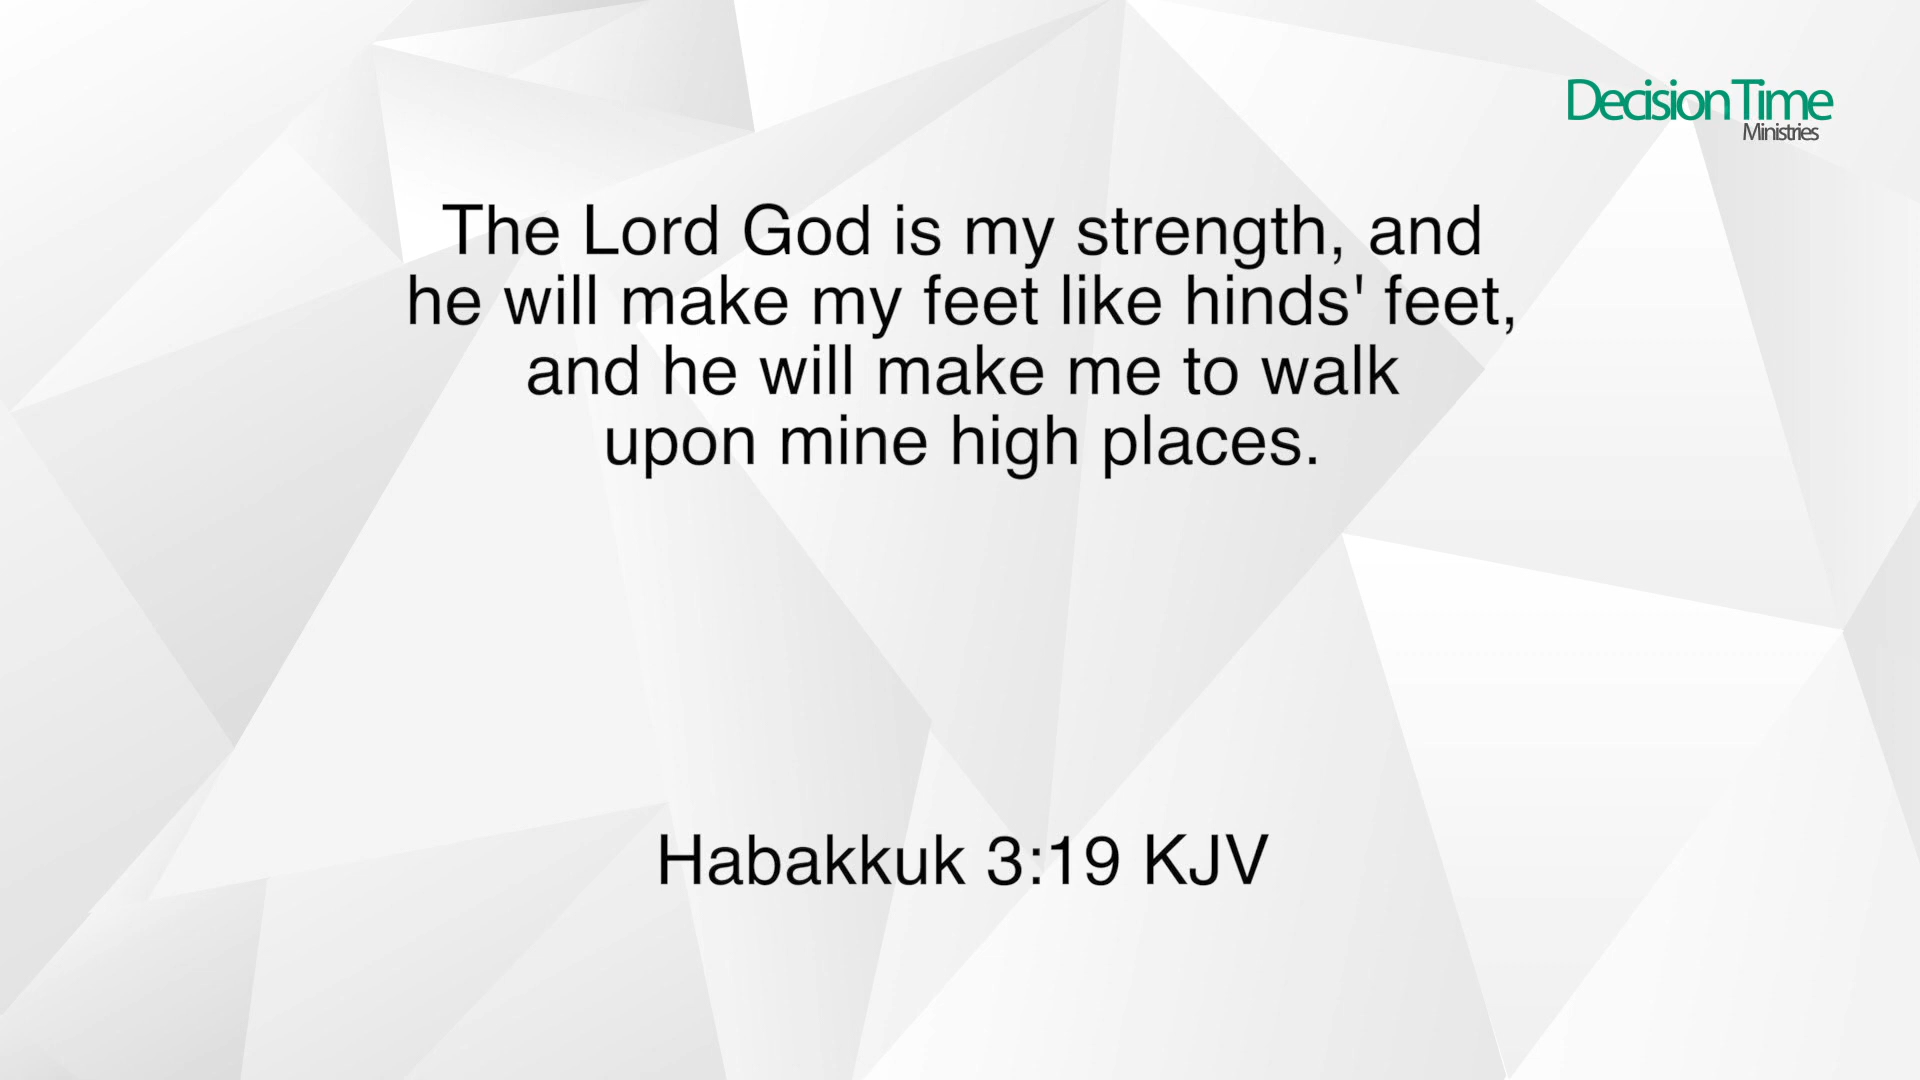 DecisionTime
Ministries
The Lord God is my strength, and
he will make my feet like hinds' feet,
and he will make me to walk
upon mine high places.
Habakkuk 3:19 KJV